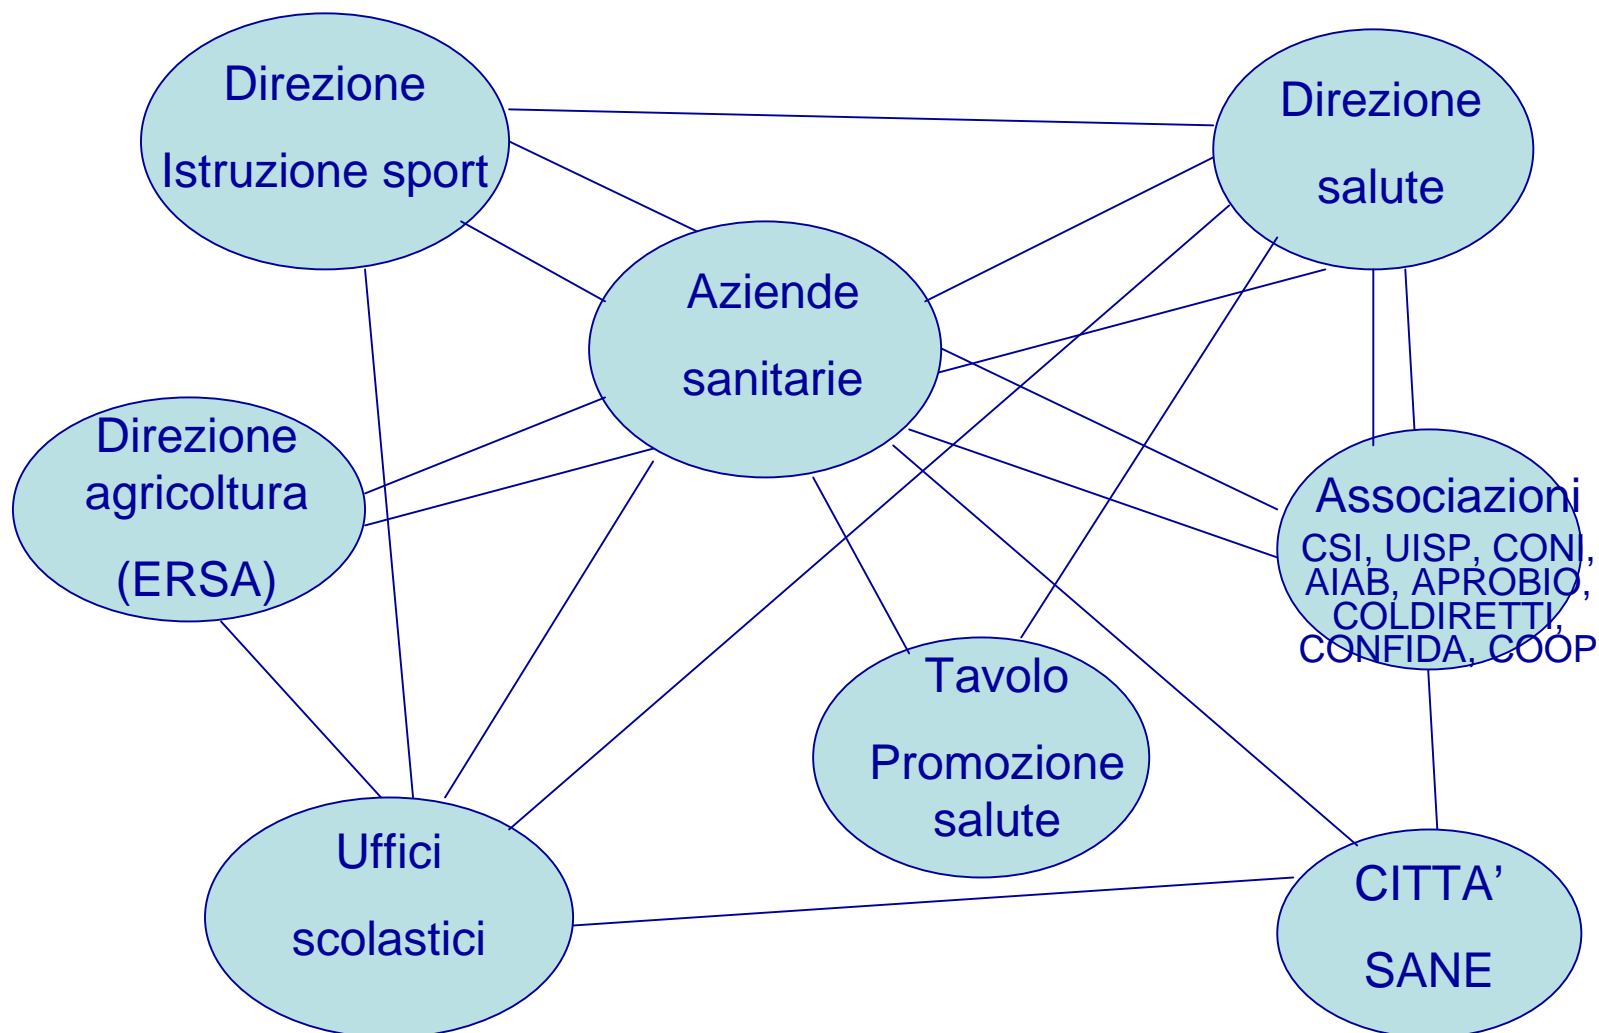 Direzione
Istruzione sport
Direzione
salute
Aziende
sanitarie
Direzione
agricoltura
(ERSA)
Associazioni
CSI, UISP, CONI,
AIAB, APROBIO,
COLDIRETTI,
CONFIDA, COOP
Tavolo
Promozione
salute
Uffici
scolastici
CITTA’
SANE